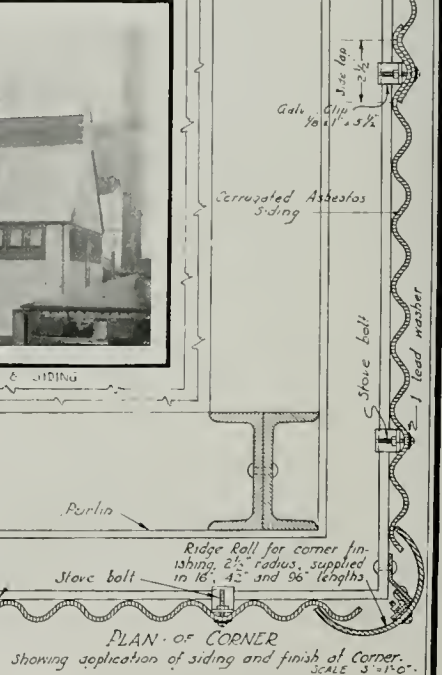 Side lap
2½
Galv. Clip
⅛" x 1" x 5½"
Corrugated Asbestos
Siding
Stove bolt
1 lead washer
& SIDING
Purlin
Ridge Roll for corner fin-
ishing, 2½" radius, supplied
in 16", 42" and 96" lengths
Stove bolt
PLAN · OF CORNER
Showing application of siding and finish at Corner.
SCALE 3"=1'-0"